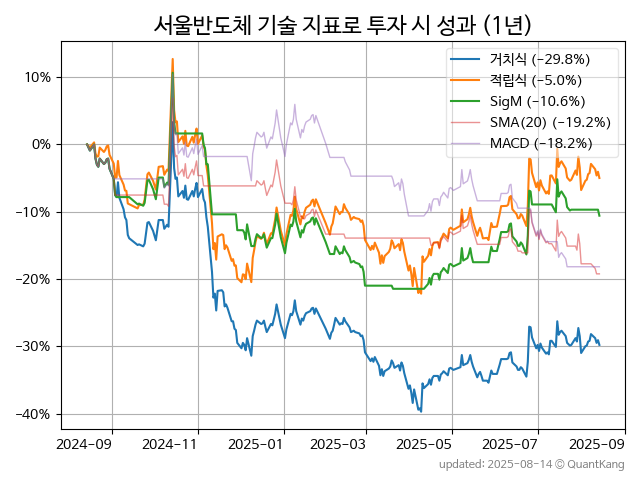 서울반도체 기술 지표로 투자 시 성과 (1년)
거치식 (−29.8%)
적립식 (−5.0%)
SigM (−10.6%)
SMA(20) (−19.2%)
MACD (−18.2%)
10%
0%
−10%
−20%
−30%
−40%
2024-09
2024-11
2025-01
2025-03
2025-05
2025-07
2025-09
updated: 2025-08-14 © QuantKang